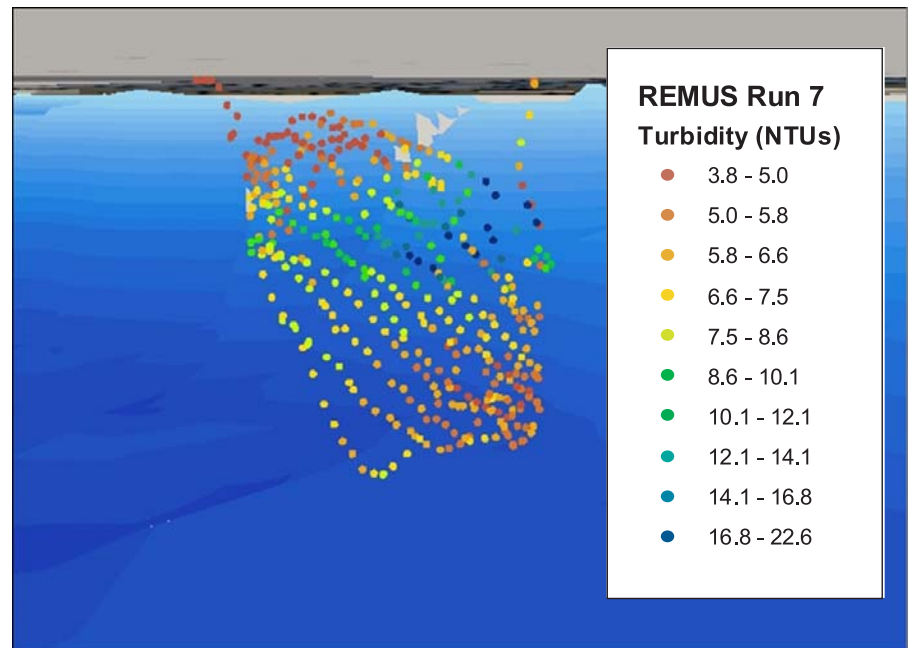 REMUS Run 7
Turbidity (NTUs)
3.8 - 5.0
5.0 - 5.8
5.8 - 6.6
6.6 - 7.5
7.5 - 8.6
8.6 - 10.1
10.1 - 12.1
12.1 - 14.1
14.1 - 16.8
16.8 - 22.6